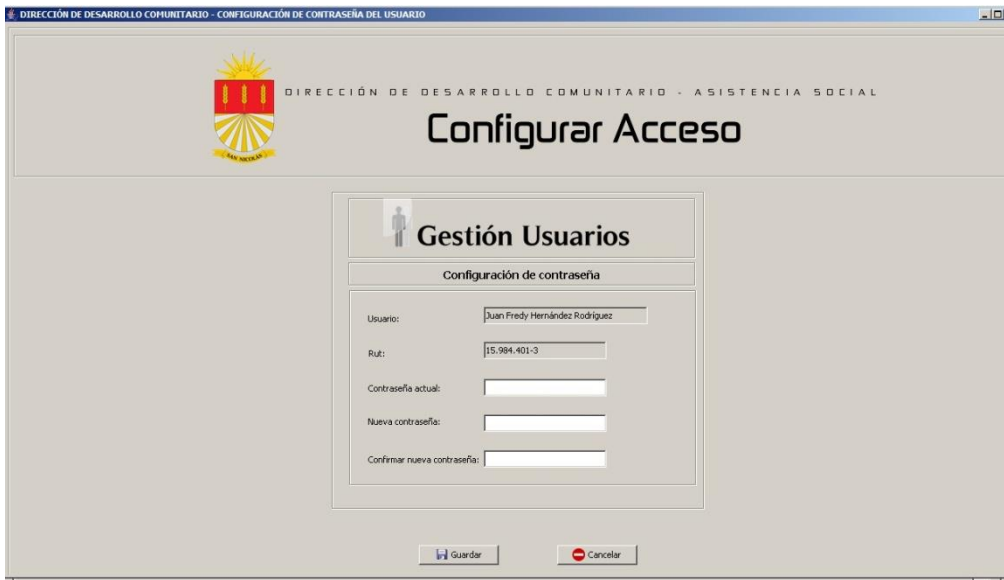 DIRECCIÓN DE DESARROLLO COMUNITARIO - CONFIGURACIÓN DE CONTRASEÑA DEL USUARIO
DIRECCIÓN DE DESARROLLO COMUNITARIO - ASISTENCIA SOCIAL
Configurar Acceso
SAN NICOLÁS
Gestión Usuarios
Configuración de contraseña
Usuario: Juan Fredy Hernández Rodríguez
Rut: 15.984.401-3
Contraseña actual:
Nueva contraseña:
Confirmar nueva contraseña:
Guardar Cancelar